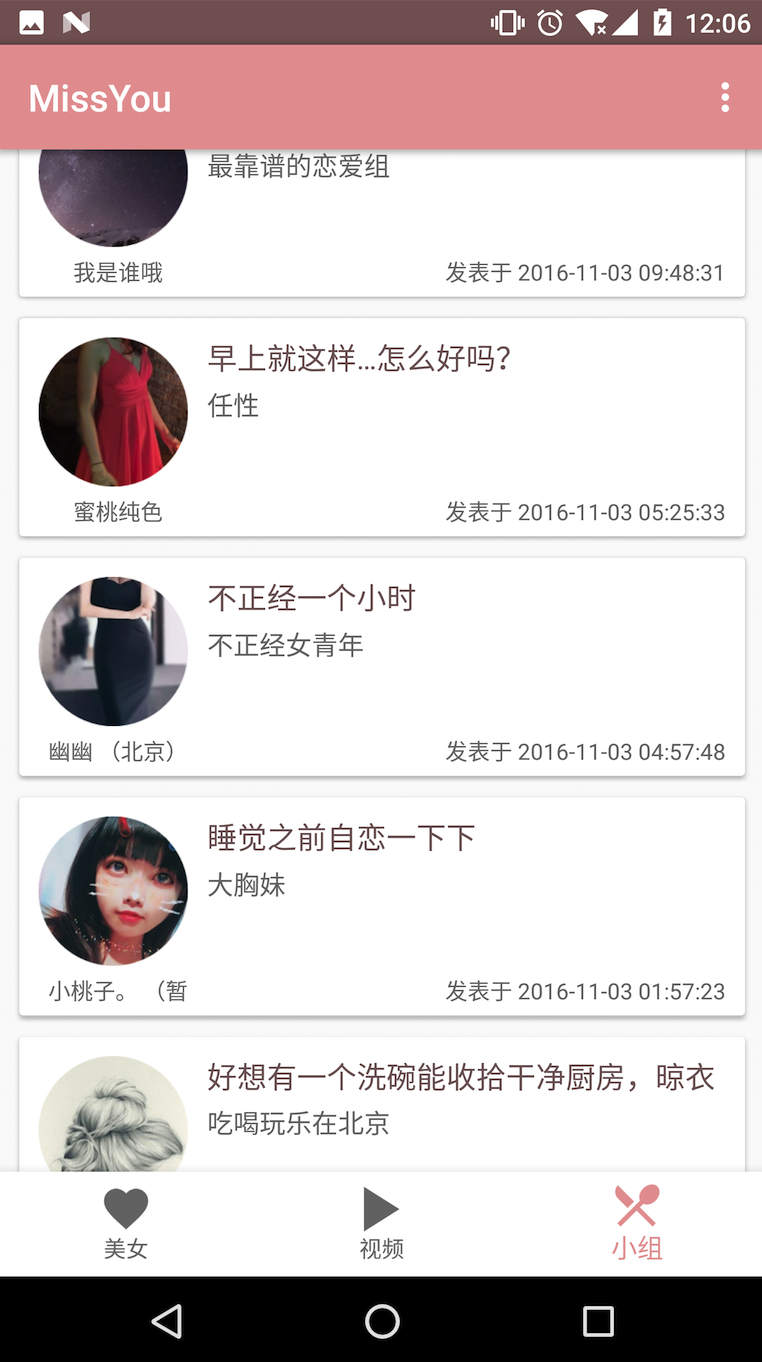 12:06
MissYou
最靠谱的恋爱组
我是谁哦
发表于 2016-11-03 09:48:31
早上就这样...怎么好吗?
任性
蜜桃纯色
发表于 2016-11-03 05:25:33
不正经一个小时
不正经女青年
幽幽 （北京）
发表于 2016-11-03 04:57:48
睡觉之前自恋一下下
大胸妹
小桃子。 （暂
发表于 2016-11-03 01:57:23
好想有一个洗碗能收拾干净厨房，晾衣
吃喝玩乐在北京
美女
视频
小组